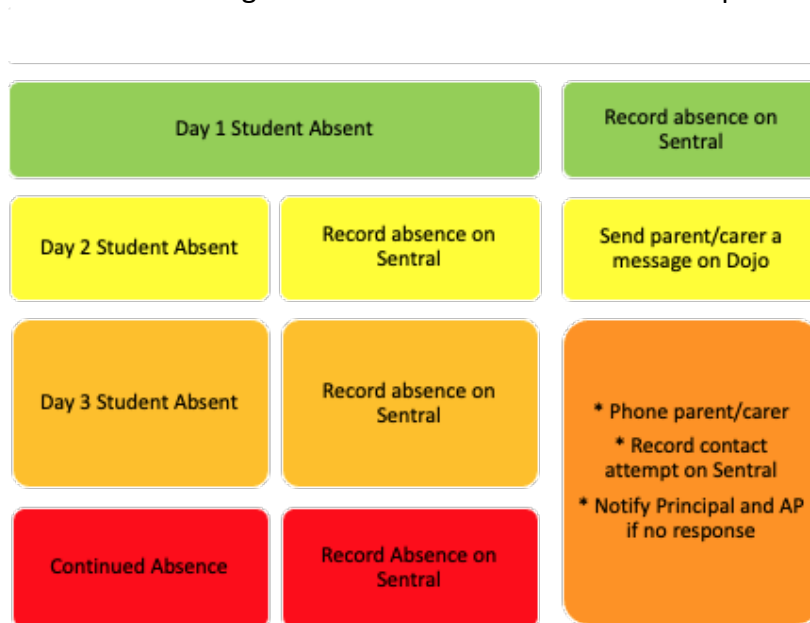 Day 1 Student Absent
Record absence on
Sentral
Day 2 Student Absent
Record absence on
Sentral
Send parent/carer a
message on Dojo
Day 3 Student Absent
Record absence on
Sentral
* Phone parent/carer
* Record contact
attempt on Sentral
* Notify Principal and AP
if no response
Continued Absence
Record Absence on
Sentral